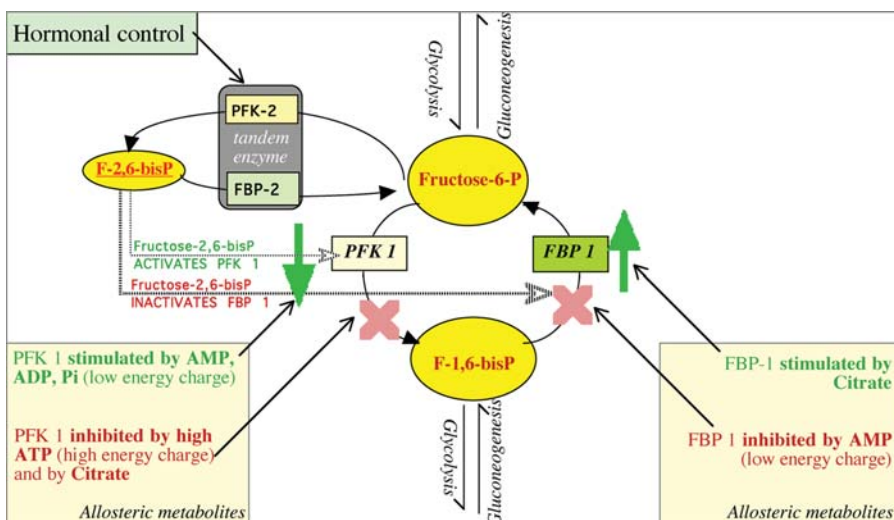 Hormonal control
Glycolysis
Gluconeogenesis
PFK-2
tandem
enzyme
FBP-2
F-2,6-bisP
Fructose-6-P
Fructose-2,6-bisP
ACTIVATES PFK 1
PFK 1
FBP 1
Fructose-2,6-bisP
INACTIVATES FBP 1
F-1,6-bisP
PFK 1 stimulated by AMP,
ADP, Pi (low energy charge)
PFK 1 inhibited by high
ATP (high energy charge)
and by Citrate
Allosteric metabolites
Glycolysis
Gluconeogenesis
FBP-1 stimulated by
Citrate
FBP 1 inhibited by AMP
(low energy charge)
Allosteric metabolites